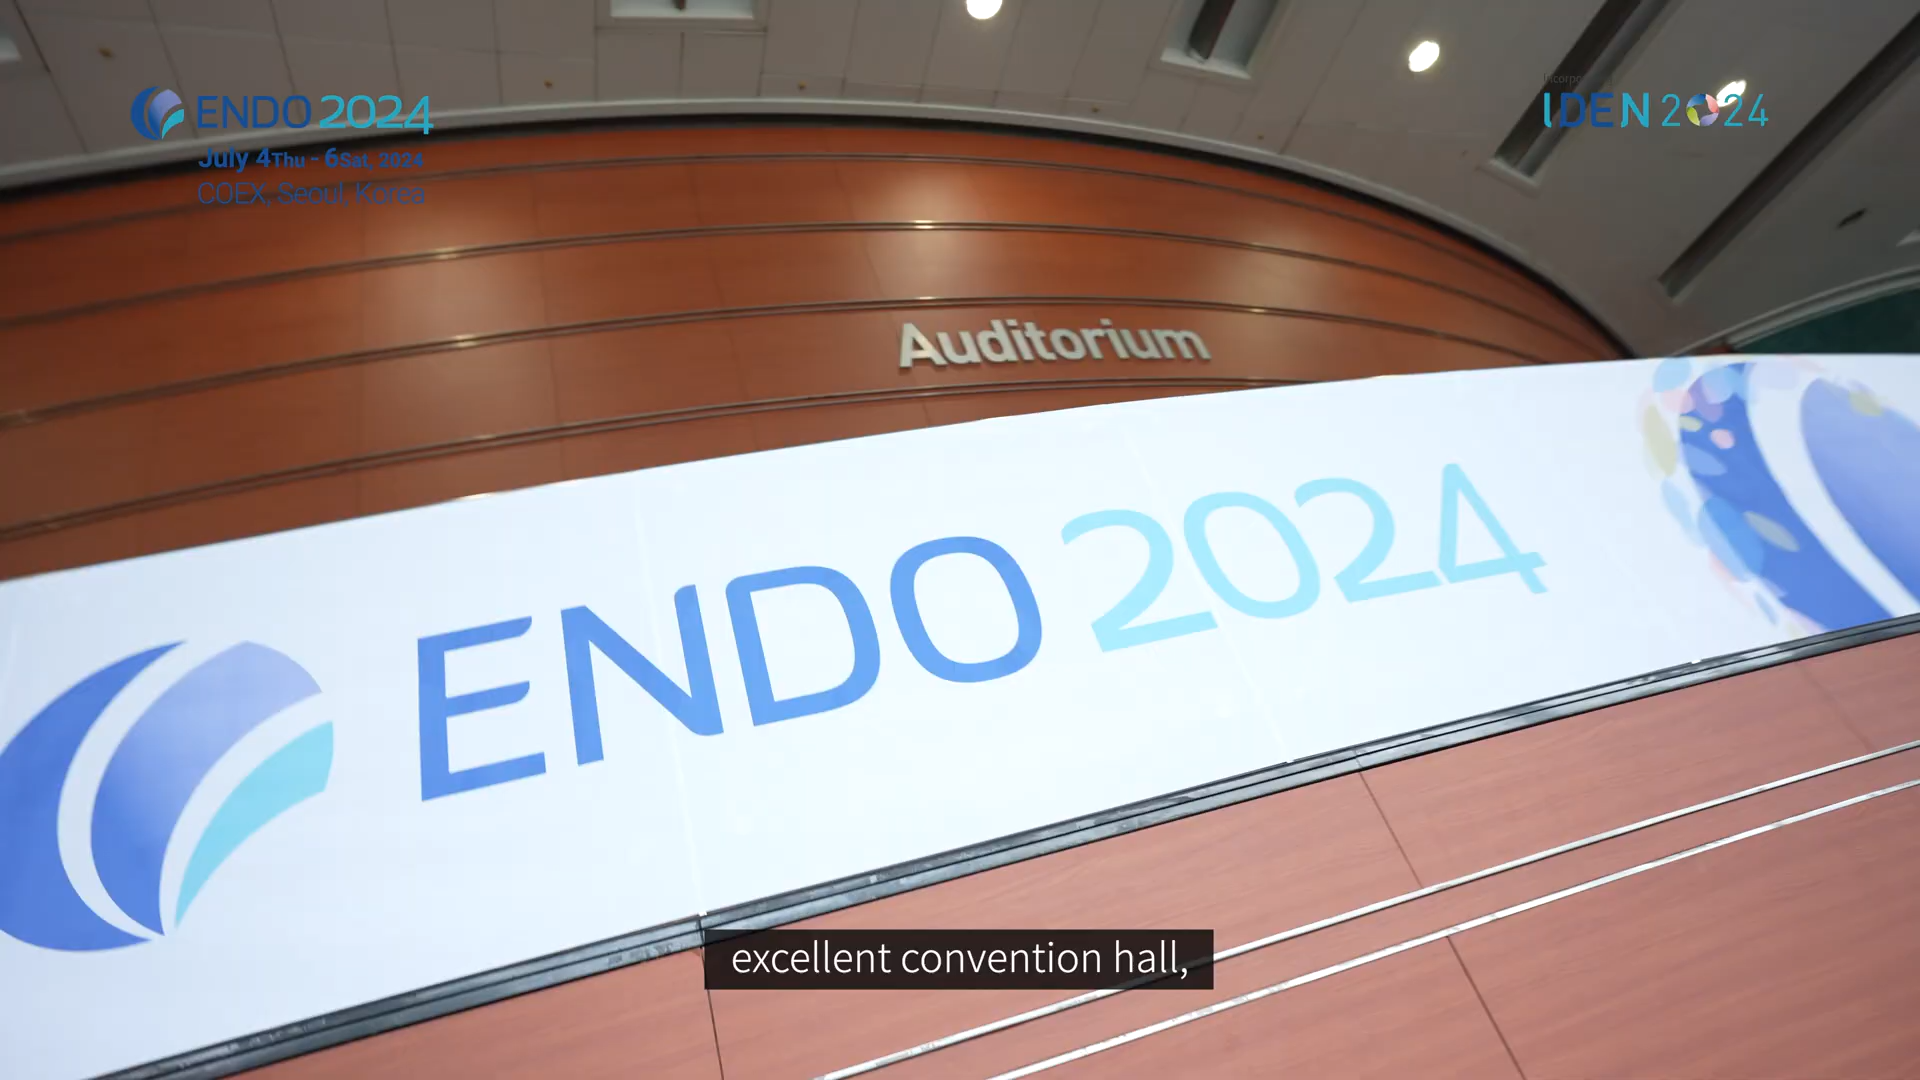 ENDO 2024
July 4Thu - 6Sat, 2024
COEX, Seoul, Korea
IDEN 2024
Auditorium
ENDO 2024
excellent convention hall,